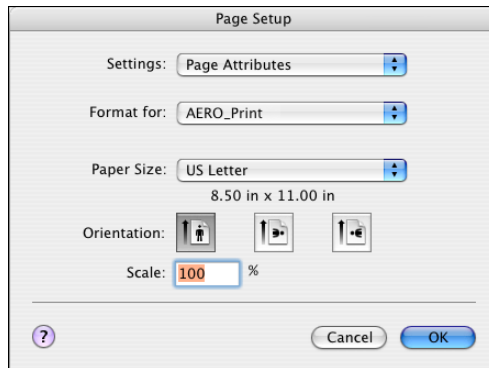 Page Setup
Settings: Page Attributes
Format for: AERO_Print
Paper Size: US Letter
8.50 in x 11.00 in
Orientation:
Scale: 100 %
? Cancel OK